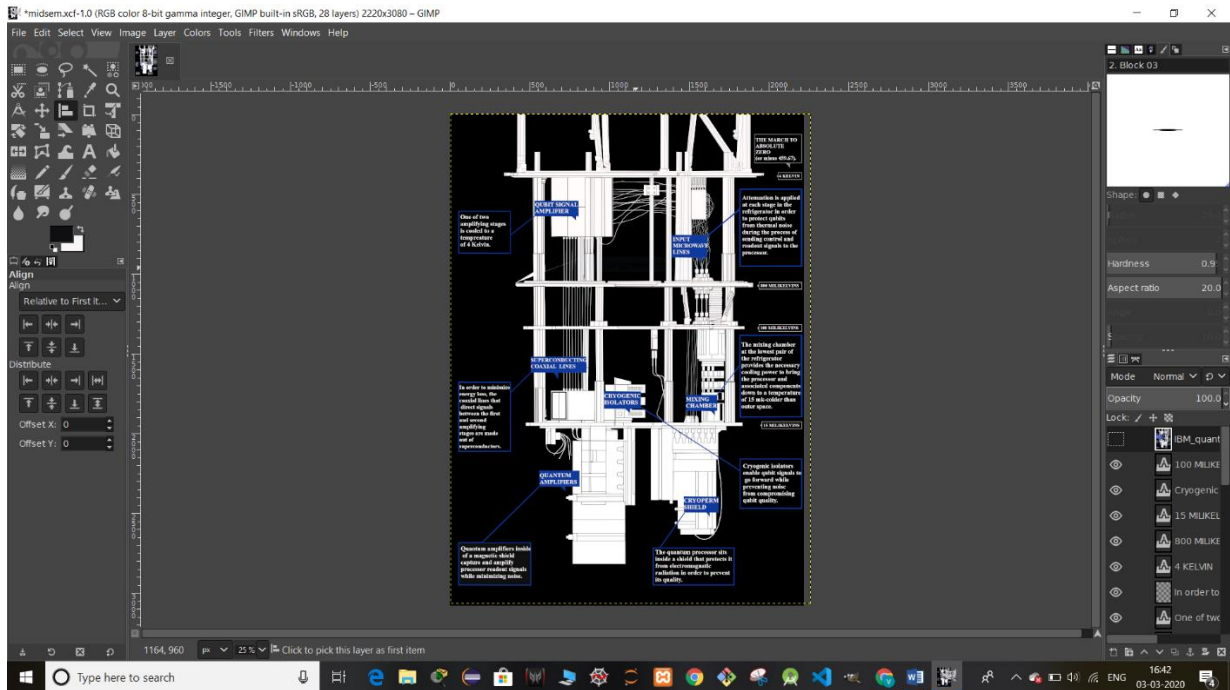 *midsem.xcf-1.0 (RGB color 8-bit gamma integer, GIMP built-in sRGB, 28 layers) 2220x3080 – GIMP
File Edit Select View Image Layer Colors Tools Filters Windows Help
2. Block 03
THE MARCH TO
ABSOLUTE
ZERO
(or minus 459.67).
4 KELVIN
QUBIT SIGNAL
AMPLIFIER
One of two
amplifying stages
is cooled to a
temperature
of 4 Kelvin.
Attenuation is applied
at each stage in the
refrigerator in order
to protect qubits
from thermal noise
during the process of
sending control and
readout signals to the
processor.
INPUT
MICROWAVE
LINES
800 MILIKELVINS
100 MILIKELVINS
The mixing chamber
at the lowest pair of
the refrigerator
provides the necessary
cooling power to bring
the processor and
associated components
down to a temperature
of 15 mk-colder than
outer space.
SUPERCONDUCTING
COAXIAL LINES
In order to minimize
energy loss, the
coaxial lines that
direct signals
between the first
and second
amplifying
stages are made
out of
superconductors.
CRYOGENIC
ISOLATORS
MIXING
CHAMBER
15 MILIKELVINS
Cryogenic isolators
enable qubit signals to
go forward while
preventing noise
from compromising
qubit quality.
QUANTUM
AMPLIFIERS
CRYOPERM
SHIELD
Quantum amplifiers inside
of a magnetic shield
capture and amplify
processor readout signals
while minimizing noise.
The quantum processor sits
inside a shield that protects it
from electromagnetic
radiation in order to prevent
its quality.
Align
Align
Relative to First it...
Distribute
Offset X: 0
Offset Y: 0
Shape:
Hardness 0.9
Aspect ratio 20.0
Mode Normal
Opacity 100.0
Lock:
IBM_quant
100 MILIKE
Cryogenic
15 MILIKEL
800 MILIKE
4 KELVIN
In order to
One of two
1164, 960 px 25 % Click to pick this layer as first item
Type here to search
ENG
16:42
03-03-2020